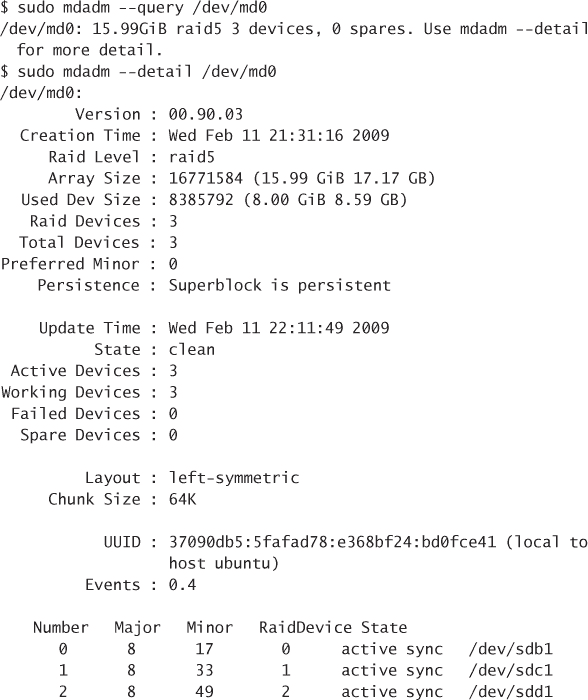 $ sudo mdadm --query /dev/md0
/dev/md0: 15.99GiB raid5 3 devices, 0 spares. Use mdadm --detail
for more detail.
$ sudo mdadm --detail /dev/md0
/dev/md0:
Version : 00.90.03
Creation Time : Wed Feb 11 21:31:16 2009
Raid Level : raid5
Array Size : 16771584 (15.99 GiB 17.17 GB)
Used Dev Size : 8385792 (8.00 GiB 8.59 GB)
Raid Devices : 3
Total Devices : 3
Preferred Minor : 0
Persistence : Superblock is persistent
Update Time : Wed Feb 11 22:11:49 2009
State : clean
Active Devices : 3
Working Devices : 3
Failed Devices : 0
Spare Devices : 0
Layout : left-symmetric
Chunk Size : 64K
UUID : 37090db5:5fafad78:e368bf24:bd0fce41 (local to
host ubuntu)
Events : 0.4
Number Major Minor RaidDevice State
0 8 17 0 active sync /dev/sdb1
1 8 33 1 active sync /dev/sdc1
2 8 49 2 active sync /dev/sdd1